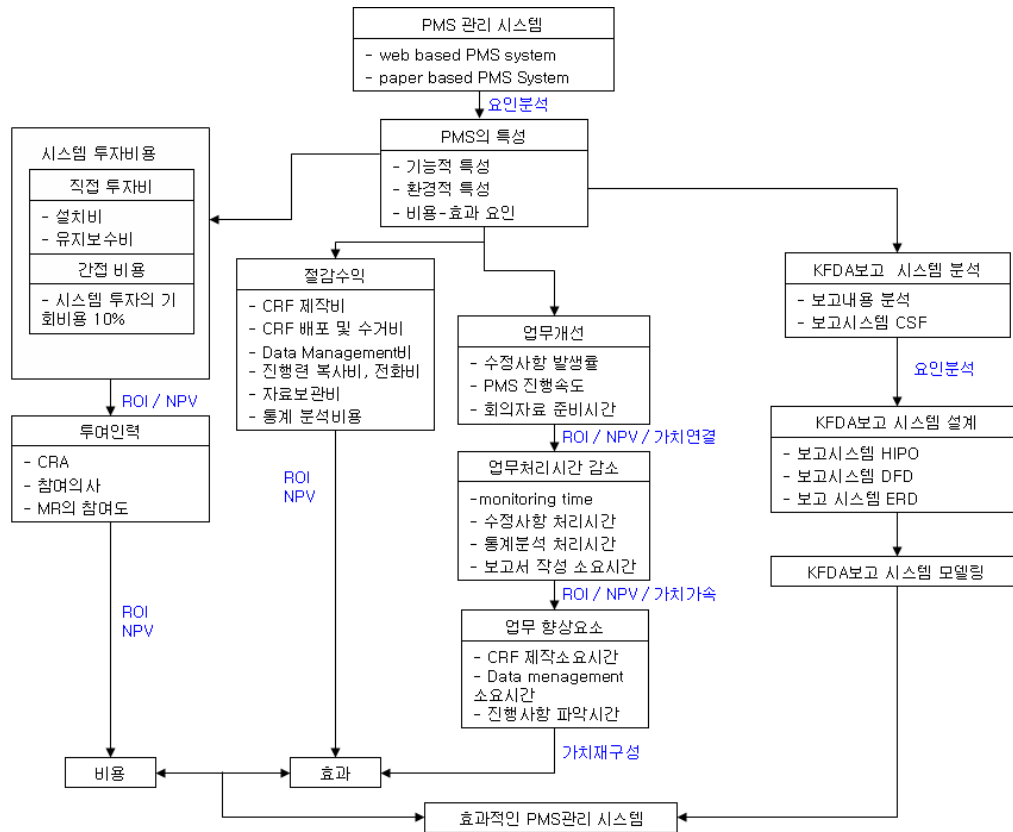 PMS 관리 시스템
- web based PMS system
- paper based PMS System
요인분석
PMS의 특성
- 기능적 특성
- 환경적 특성
- 비용-효과 요인
시스템 투자비용
직접 투자비
- 설치비
- 유지보수비
간접 비용
- 시스템 투자의 기
회비용 10%
ROI / NPV
투여인력
- CRA
- 참여의사
- MR의 참여도
ROI
NPV
절감수익
- CRF 제작비
- CRF 배포 및 수거비
- Data Management비
- 진행련 복사비, 전화비
- 자료보관비
- 통계 분석비용
ROI
NPV
업무개선
- 수정사항 발생률
- PMS 진행속도
- 회의자료 준비시간
ROI / NPV / 가치연결
업무처리시간 감소
-monitoring time
- 수정사항 처리시간
- 통계분석 처리시간
- 보고서 작성 소요시간
ROI / NPV / 가치가속
업무 향상요소
- CRF 제작소요시간
- Data menagement
소요시간
- 진행사항 파악시간
가치재구성
KFDA보고 시스템 분석
- 보고내용 분석
- 보고시스템 CSF
요인분석
KFDA보고 시스템 설계
- 보고시스템 HIPO
- 보고시스템 DFD
- 보고 시스템 ERD
KFDA보고 시스템 모델링
비용
효과
효과적인 PMS관리 시스템